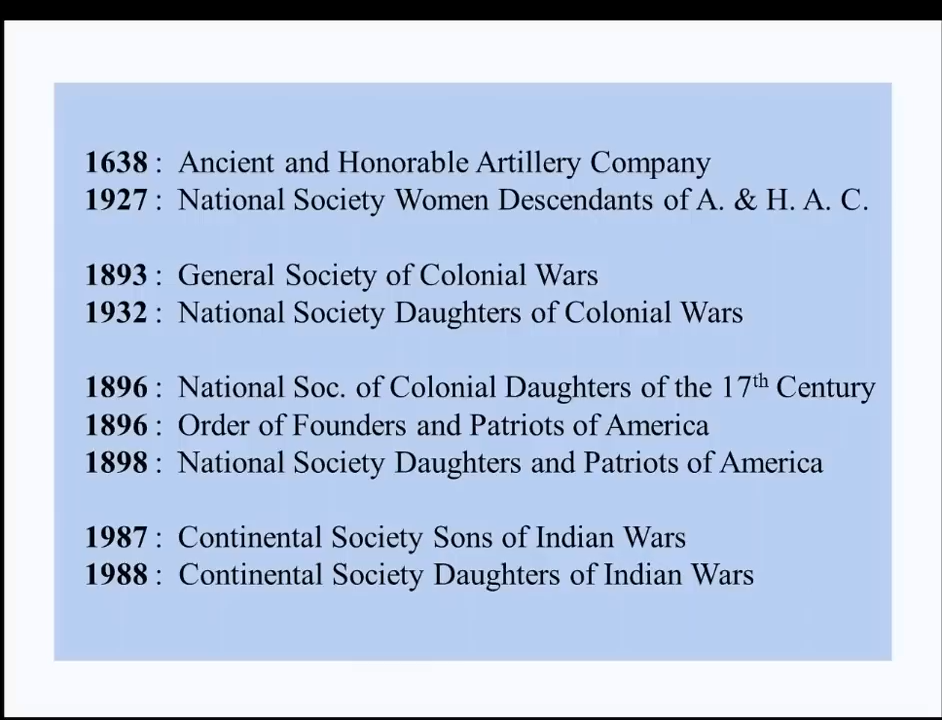 1638 : Ancient and Honorable Artillery Company
1927 : National Society Women Descendants of A. & H. A. C.
1893 : General Society of Colonial Wars
1932 : National Society Daughters of Colonial Wars
1896 : National Soc. of Colonial Daughters of the 17th Century
1896 : Order of Founders and Patriots of America
1898 : National Society Daughters and Patriots of America
1987 : Continental Society Sons of Indian Wars
1988 : Continental Society Daughters of Indian Wars